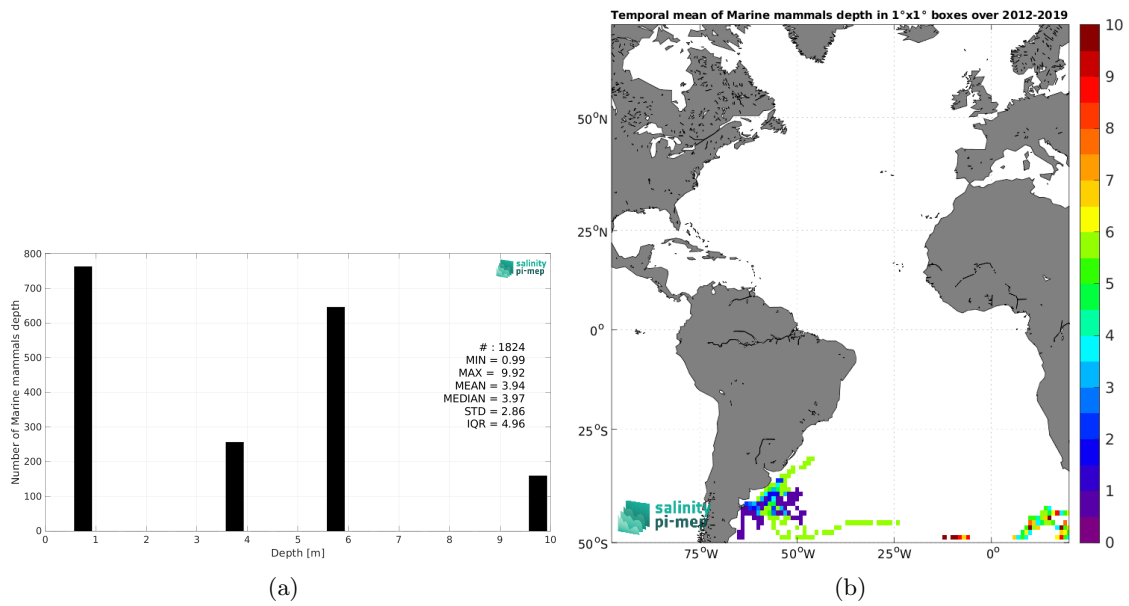 Temporal mean of Marine mammals depth in 1°x1° boxes over 2012-2019
salinity
pi-mep
Number of Marine mammals depth
800
700
600
500
400
300
200
100
0
# : 1824
MIN = 0.99
MAX = 9.92
MEAN = 3.94
MEDIAN = 3.97
STD = 2.86
IQR = 4.96
0 1 2 3 4 5 6 7 8 9 10
Depth [m]
(a)
50°N
25°N
0°
25°S
50°S
salinity
pi-mep
75°W 50°W 25°W 0°
10
9
8
7
6
5
4
3
2
1
0
(b)